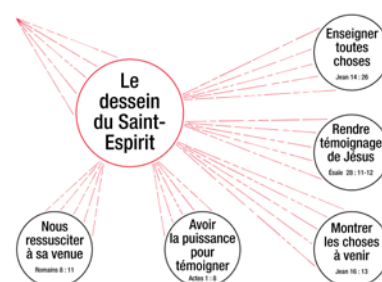 Le
dessein
du Saint-
Esprit
Enseigner
toutes
choses
Jean 14 : 26
Rendre
témoignage
de Jésus
Ésaïe 28 : 11-12
Montrer
les choses
à venir
Jean 16 : 13
Avoir
la puissance
pour
témoigner
Actes 1 : 8
Nous
ressusciter
à sa venue
Romains 8 : 11